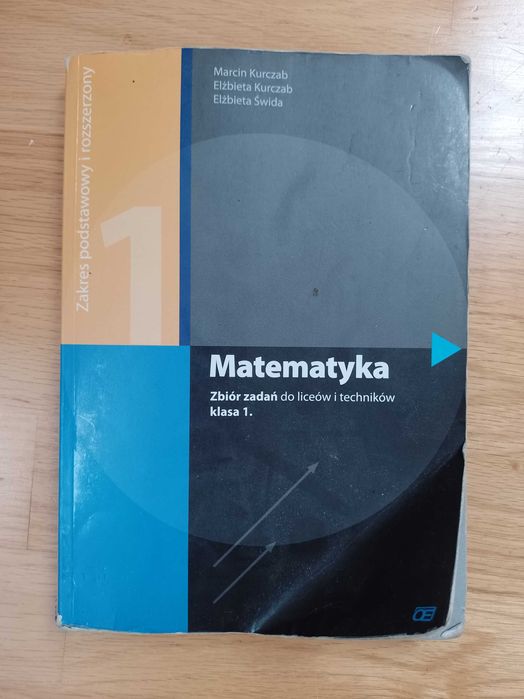 Marcin Kurczab
Elżbieta Kurczab
Elżbieta Świda
Zakres podstawowy i rozszerzony
1
Matematyka
Zbiór zadań do liceów i techników
klasa 1.
OE